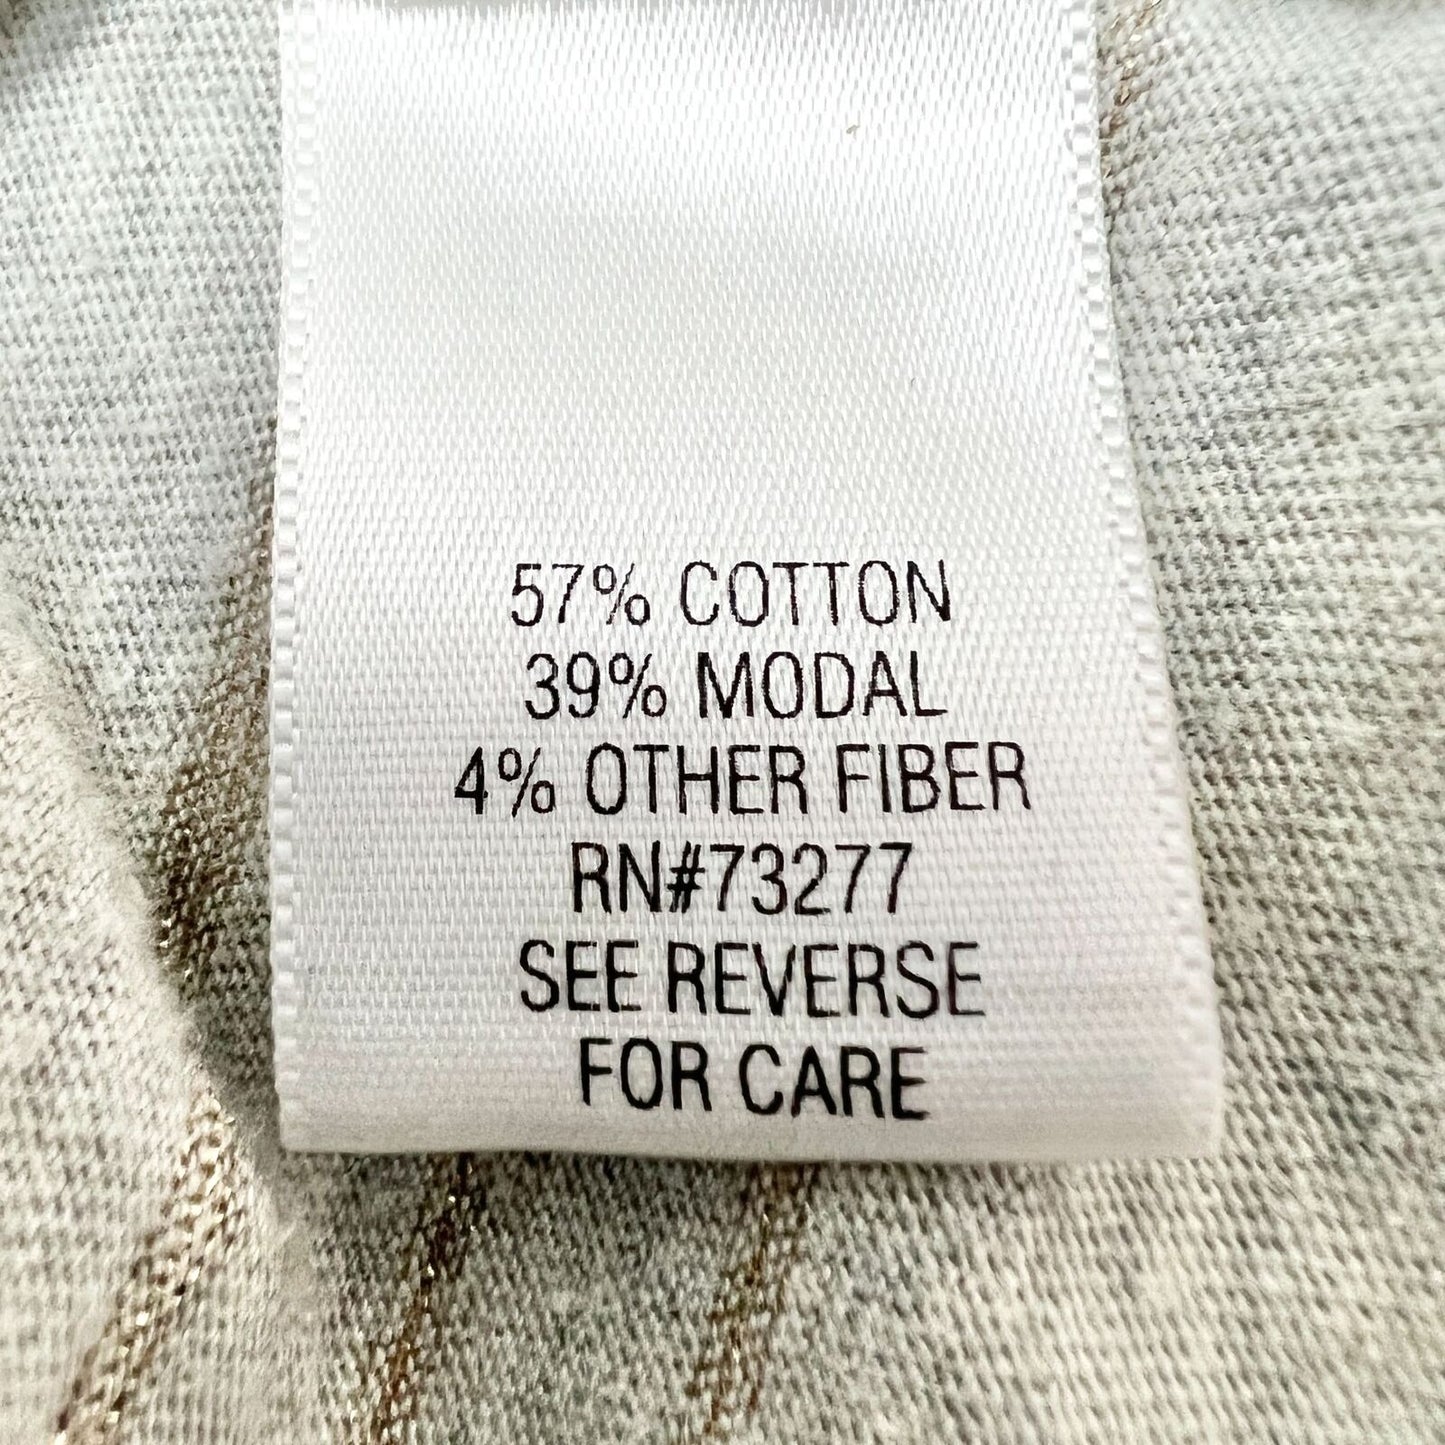 57% COTTON
39% MODAL
4% OTHER FIBER
RN#73277
SEE REVERSE
FOR CARE